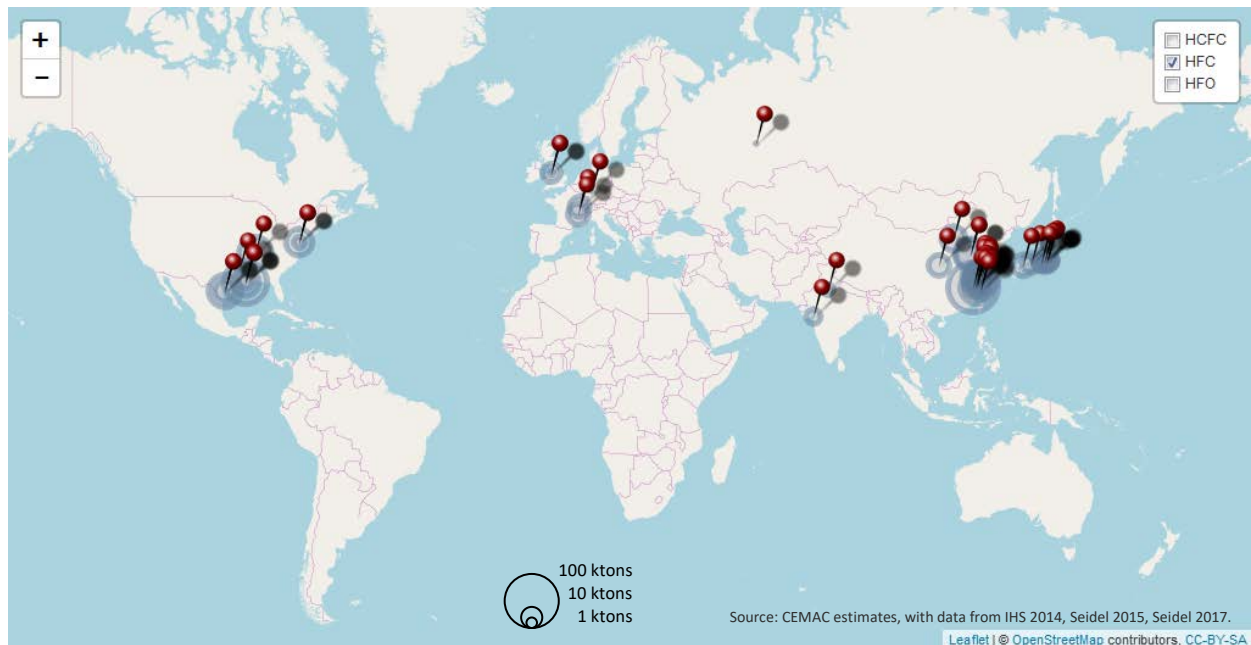 +
−
HCFC
HFC
HFO
100 ktons
10 ktons
1 ktons
Source: CEMAC estimates, with data from IHS 2014, Seidel 2015, Seidel 2017.
Leaflet | © OpenStreetMap contributors, CC-BY-SA